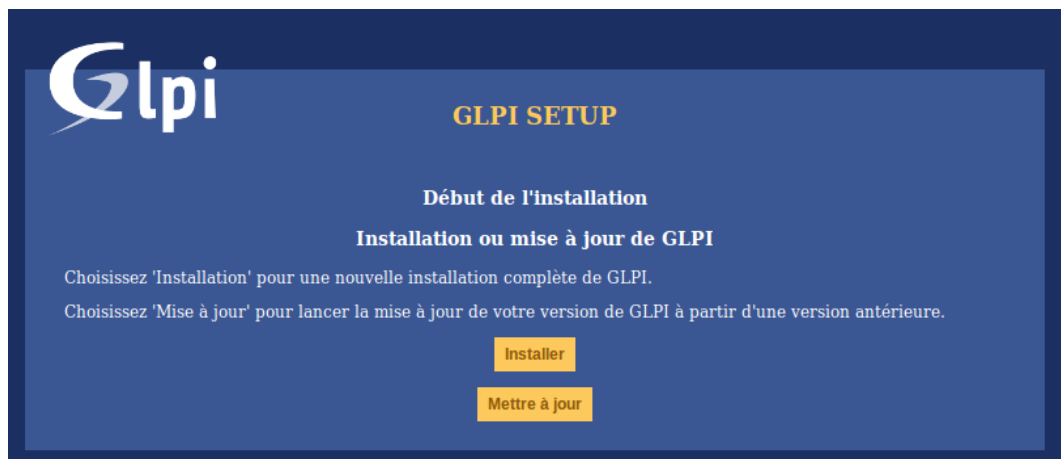 Glpi
GLPI SETUP
Début de l'installation
Installation ou mise à jour de GLPI
Choisissez 'Installation' pour une nouvelle installation complète de GLPI.
Choisissez 'Mise à jour' pour lancer la mise à jour de votre version de GLPI à partir d'une version antérieure.
Installer
Mettre à jour